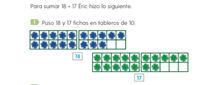 Para sumar 18 + 17 Eric hizo lo siguiente.
1 Puso 18 y 17 fichas en tableros de 10.
18
17